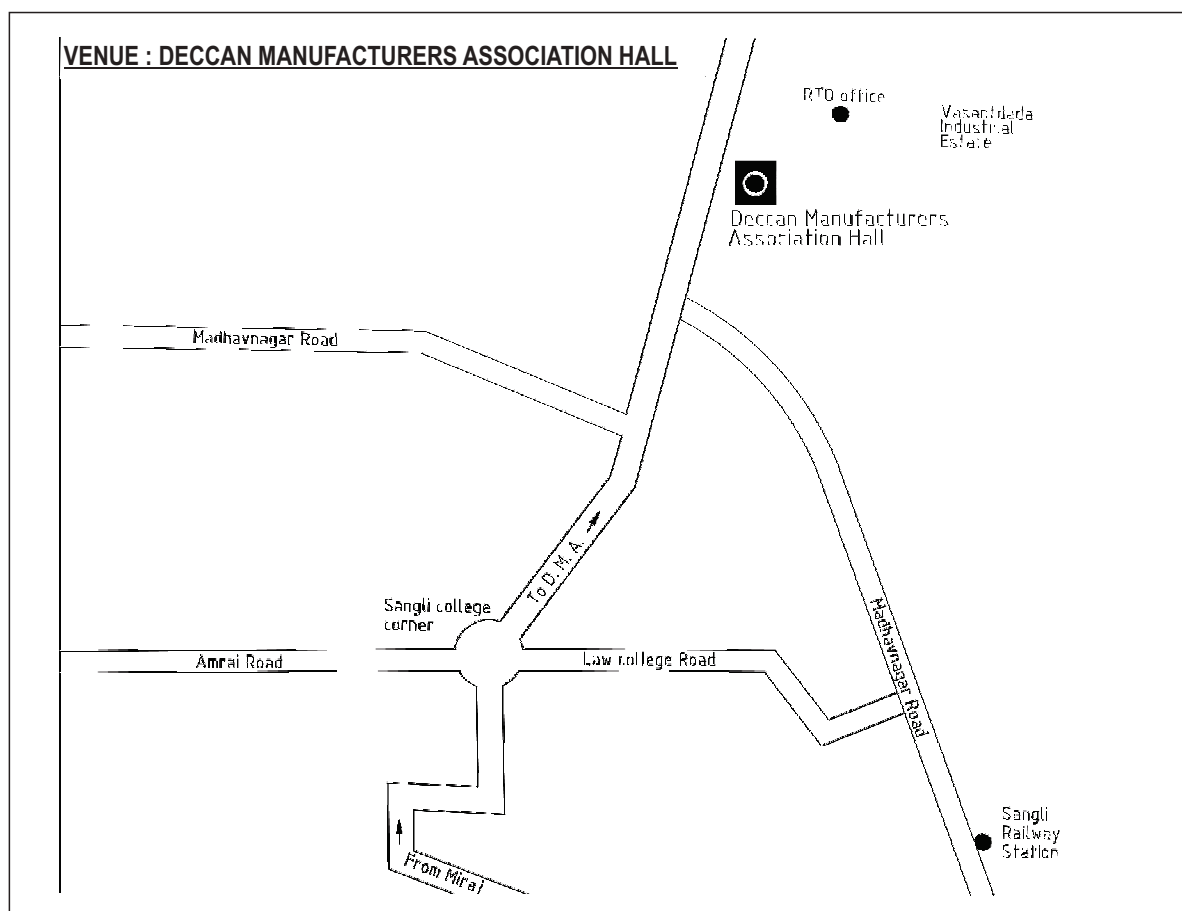 VENUE : DECCAN MANUFACTURERS ASSOCIATION HALL
RTO office
Vasantdada
Industrial
Estate
Deccan Manufacturers
Association Hall
Madhavnagar Road
To D. M. A.
Sangli college
corner
Amrai Road
Law college Road
Madhavnagar Road
Sangli
Railway
Station
From Miraj